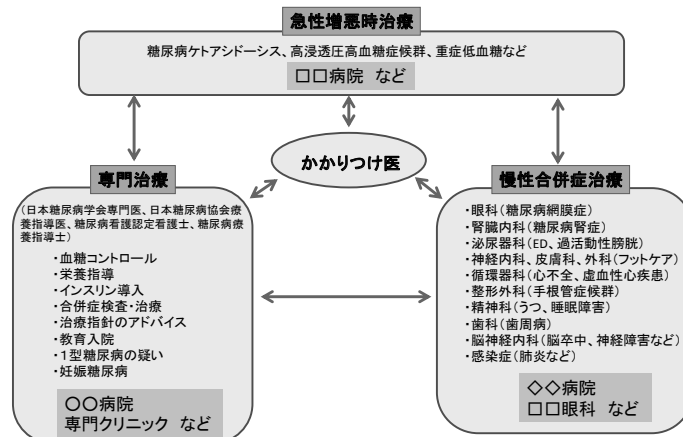 急性増悪時治療
糖尿病ケトアシドーシス、高浸透圧高血糖症候群、重症低血糖など
□□病院 など
かかりつけ医
専門治療
(日本糖尿病学会専門医、日本糖尿病協会療
養指導医、糖尿病看護認定看護士、糖尿病療
養指導士)
・血糖コントロール
・栄養指導
・インスリン導入
・合併症検査・治療
・治療指針のアドバイス
・教育入院
・1型糖尿病の疑い
・妊娠糖尿病
〇〇病院
専門クリニック など
慢性合併症治療
・眼科(糖尿病網膜症)
・腎臓内科(糖尿病腎症)
・泌尿器科(ED、過活動性膀胱)
・神経内科、皮膚科、外科(フットケア)
・循環器科(心不全、虚血性心疾患)
・整形外科(手根管症候群)
・精神科(うつ、睡眠障害)
・歯科(歯周病)
・脳神経内科(脳卒中、神経障害など)
・感染症(肺炎など)
◇◇病院
□□眼科 など